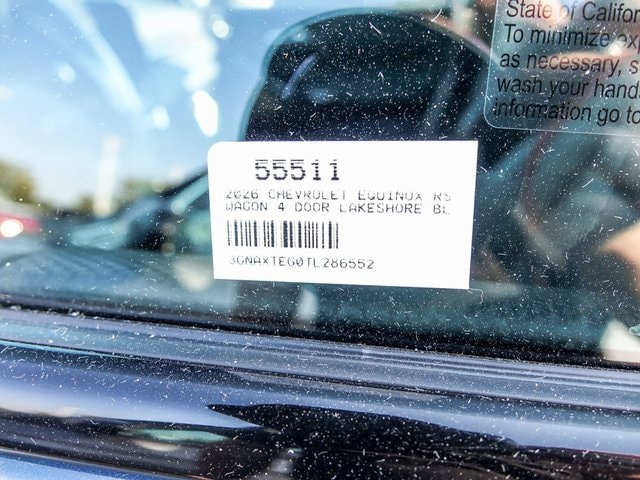 State of Califor
To minimize ex
as necessary, s
wash your hand
information go to
55511
2026 CHEVROLET EQUINOX RS
WAGON 4 DOOR LAKESHORE BL
3GNAXTEG0TL286552